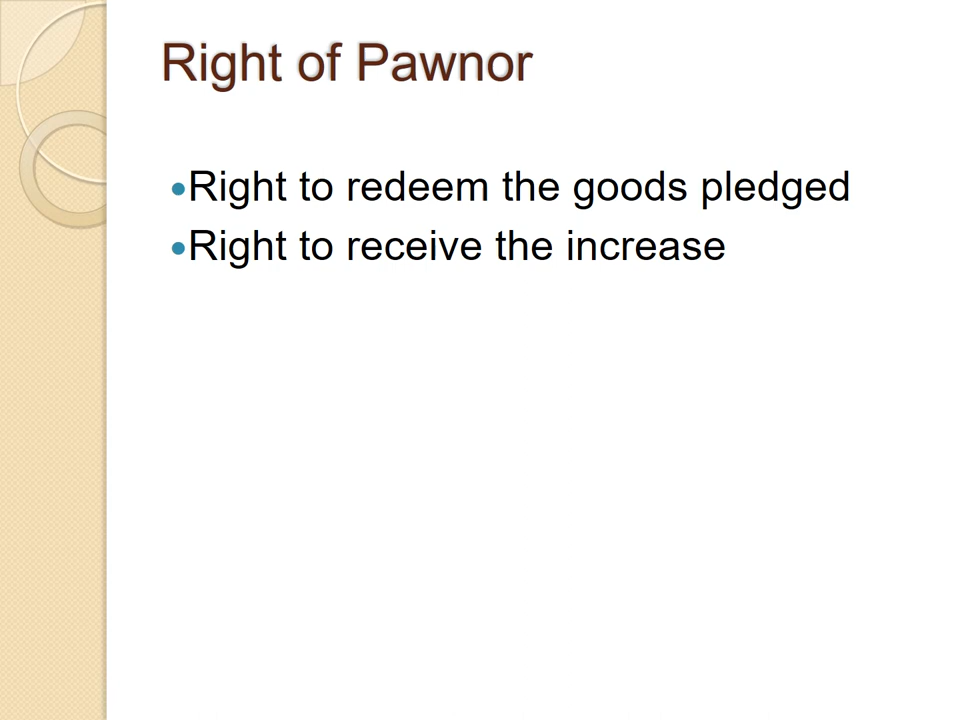 Right of Pawnor
•Right to redeem the goods pledged
•Right to receive the increase